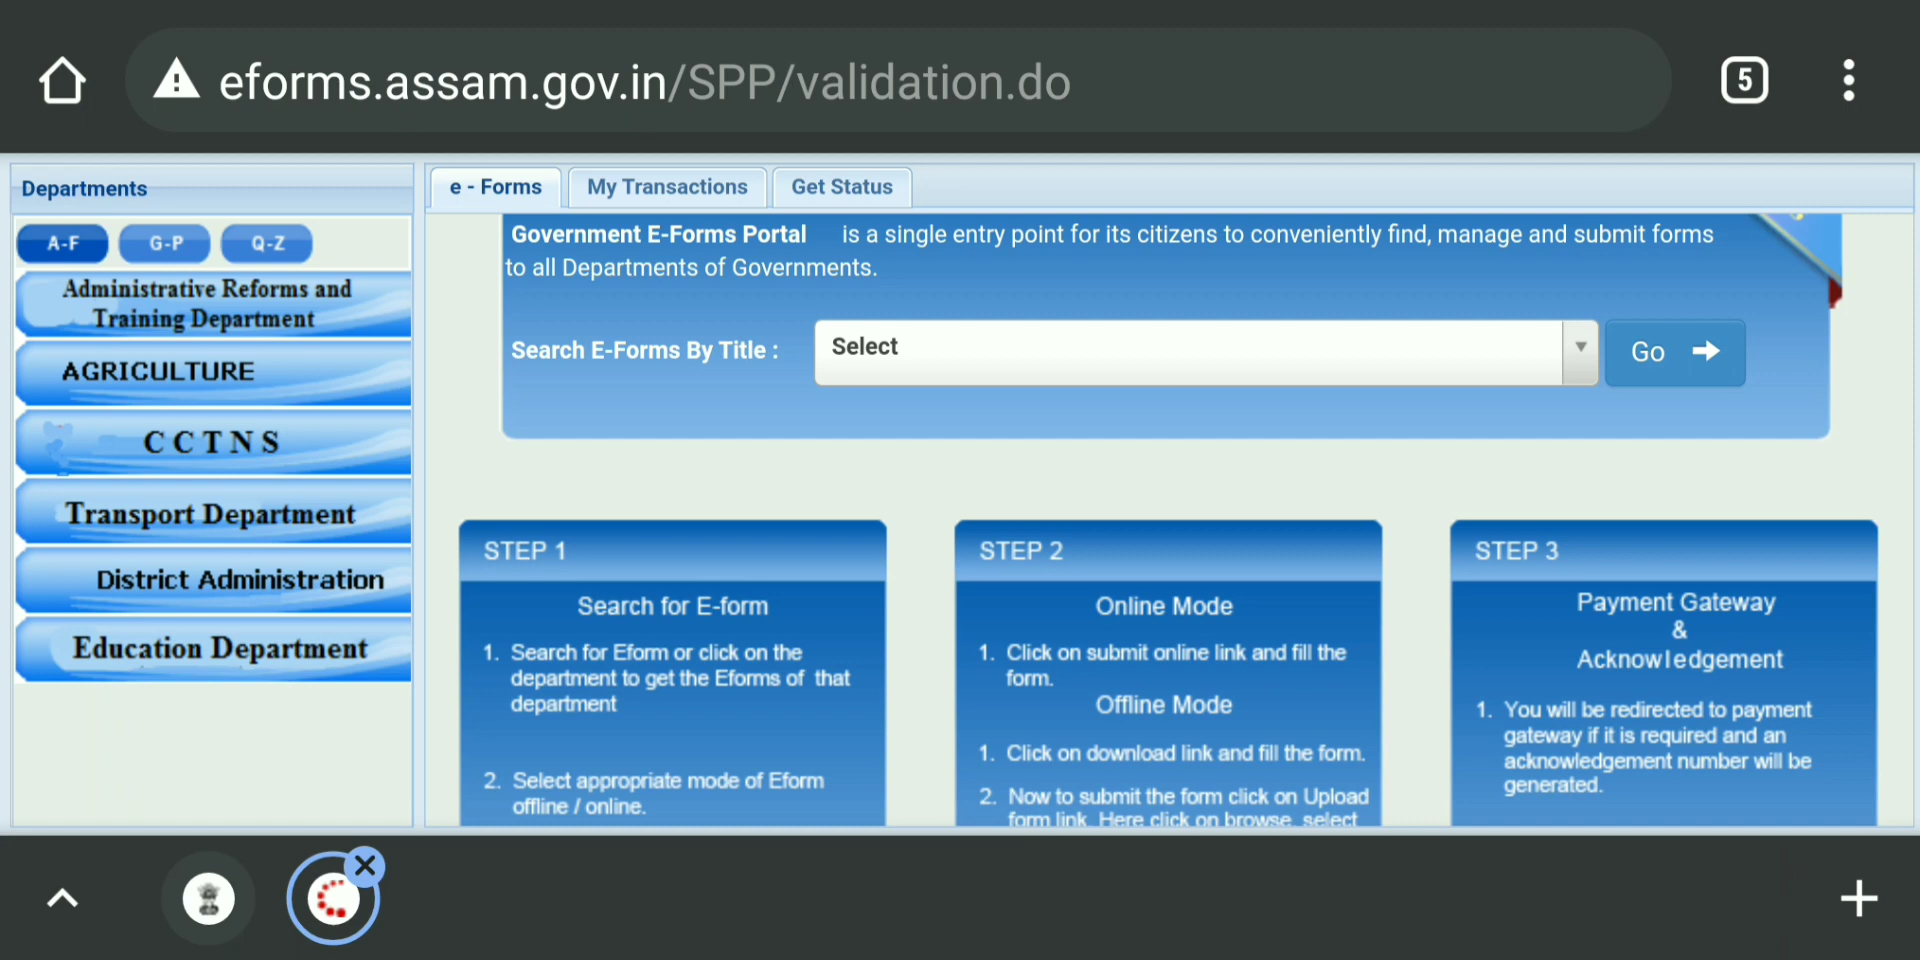 eforms.assam.gov.in/SPP/validation.do
5
Departments
A-F
G-P
Q-Z
Administrative Reforms and
Training Department
AGRICULTURE
C C T N S
Transport Department
District Administration
Education Department
e - Forms
My Transactions
Get Status
Government E-Forms Portal is a single entry point for its citizens to conveniently find, manage and submit forms
to all Departments of Governments.
Search E-Forms By Title :
Select
Go
STEP 1
Search for E-form
1. Search for Eform or click on the
department to get the Eforms of that
department
2. Select appropriate mode of Eform
offline / online.
STEP 2
Online Mode
1. Click on submit online link and fill the
form.
Offline Mode
1. Click on download link and fill the form.
2. Now to submit the form click on Upload
form link. Here click on browse, select
STEP 3
Payment Gateway
&
Acknowledgement
1. You will be redirected to payment
gateway if it is required and an
acknowledgement number will be
generated.